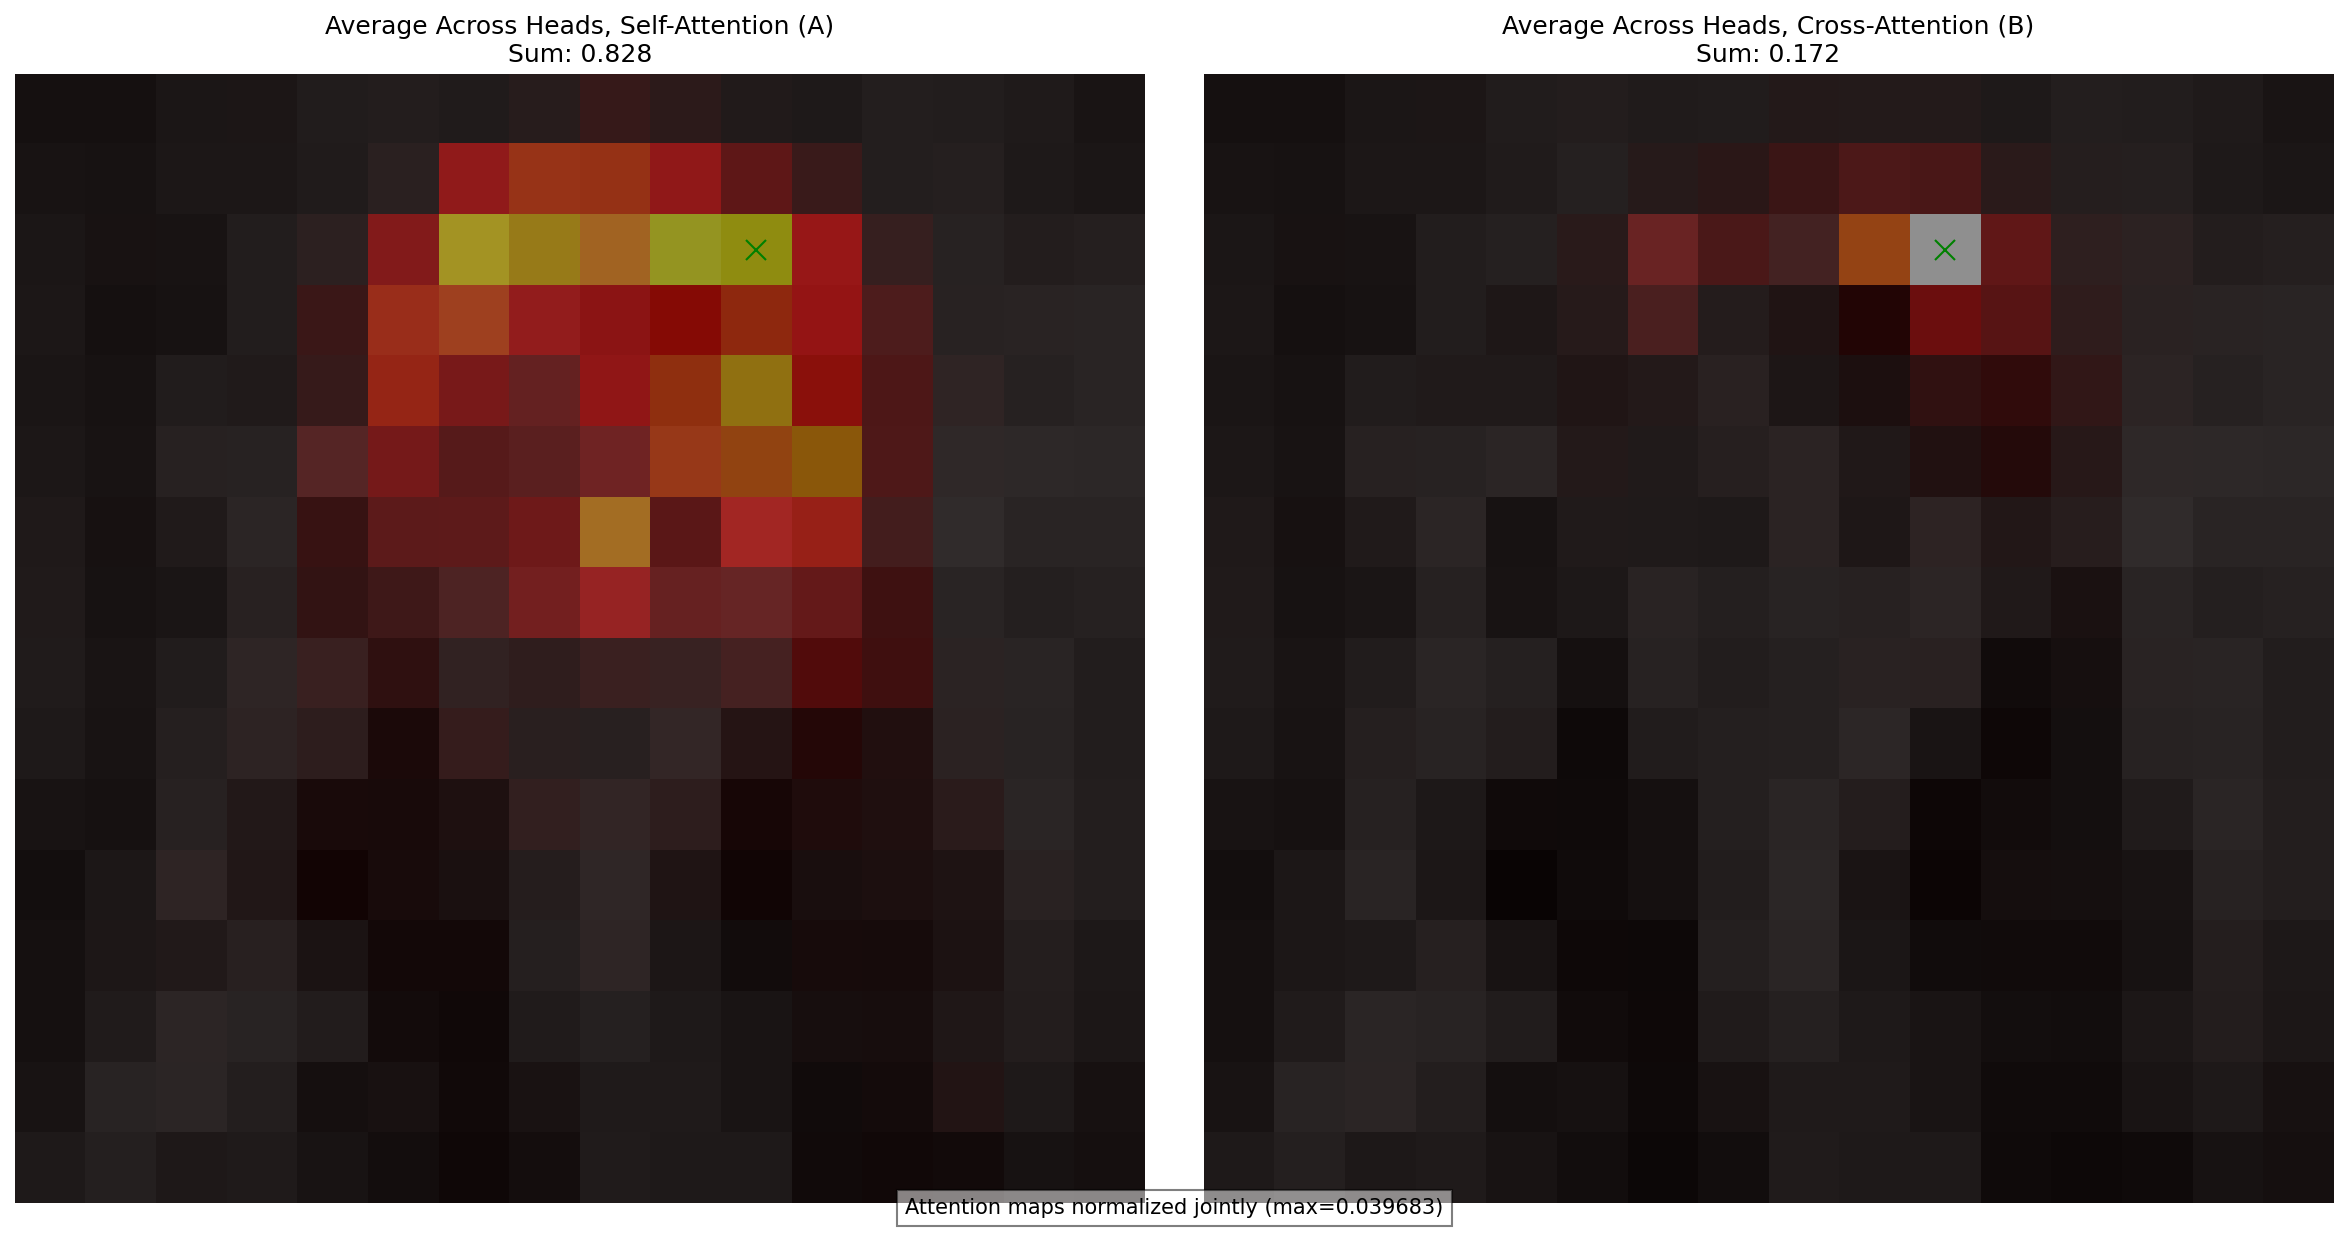 Average Across Heads, Self-Attention (A)
Sum: 0.828
Average Across Heads, Cross-Attention (B)
Sum: 0.172
Attention maps normalized jointly (max=0.039683)